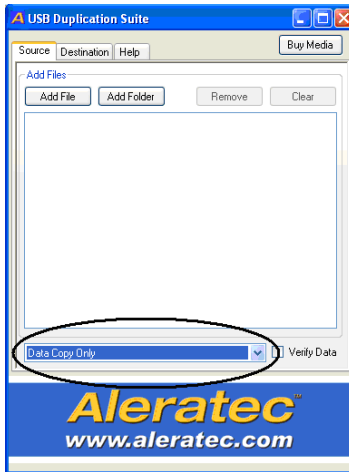 A USB Duplication Suite
Buy Media
Source Destination Help
Add Files
Add File Add Folder Remove Clear
Data Copy Only Verify Data
Aleratec™
www.aleratec.com